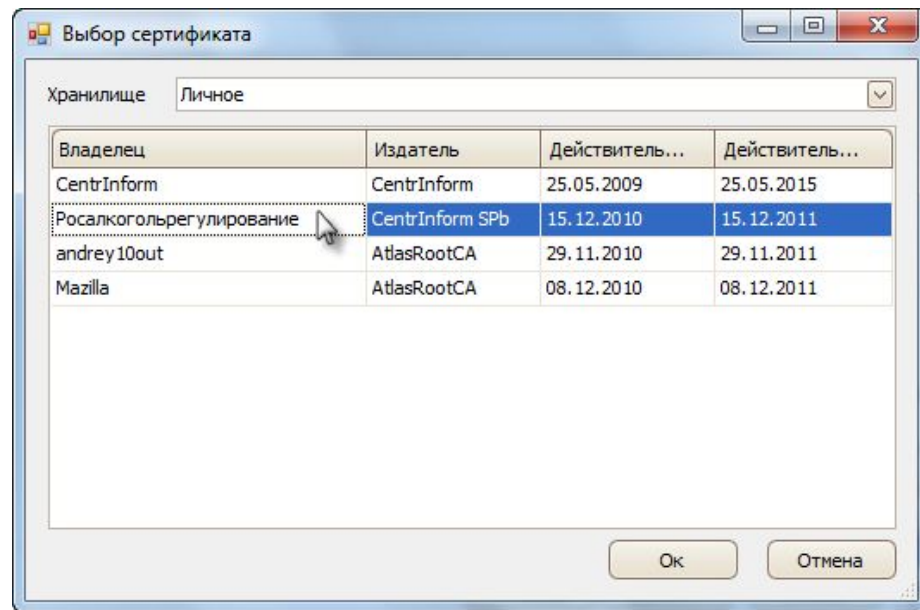 Выбор сертификата
Хранилище Личное
Владелец Издатель Действитель... Действитель...
CentrInform CentrInform 25.05.2009 25.05.2015
Росалкогольрегулирование CentrInform SPb 15.12.2010 15.12.2011
andrey10out AtlasRootCA 29.11.2010 29.11.2011
Mazilla AtlasRootCA 08.12.2010 08.12.2011
Ок Отмена